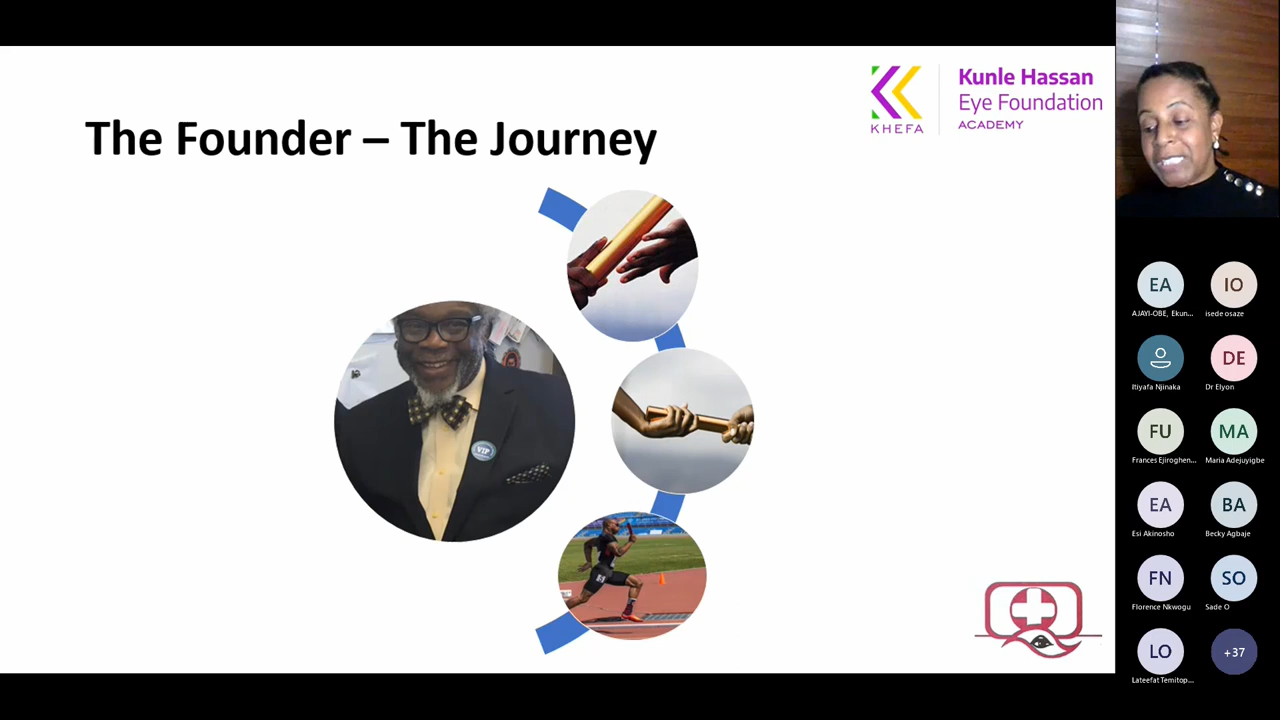 The Founder – The Journey
KHEFA
Kunle Hassan
Eye Foundation
ACADEMY
VIP
EA
AJAYI-OBE, Ekun...
IO
isede osaze
Itiyafa Njinaka
DE
Dr Elyon
FU
Frances Ejiroghen...
MA
Maria Adejuyigbe
EA
Esi Akinosho
BA
Becky Agbaje
FN
Florence Nkwogu
SO
Sade O
LO
Lateefat Temitop...
+37